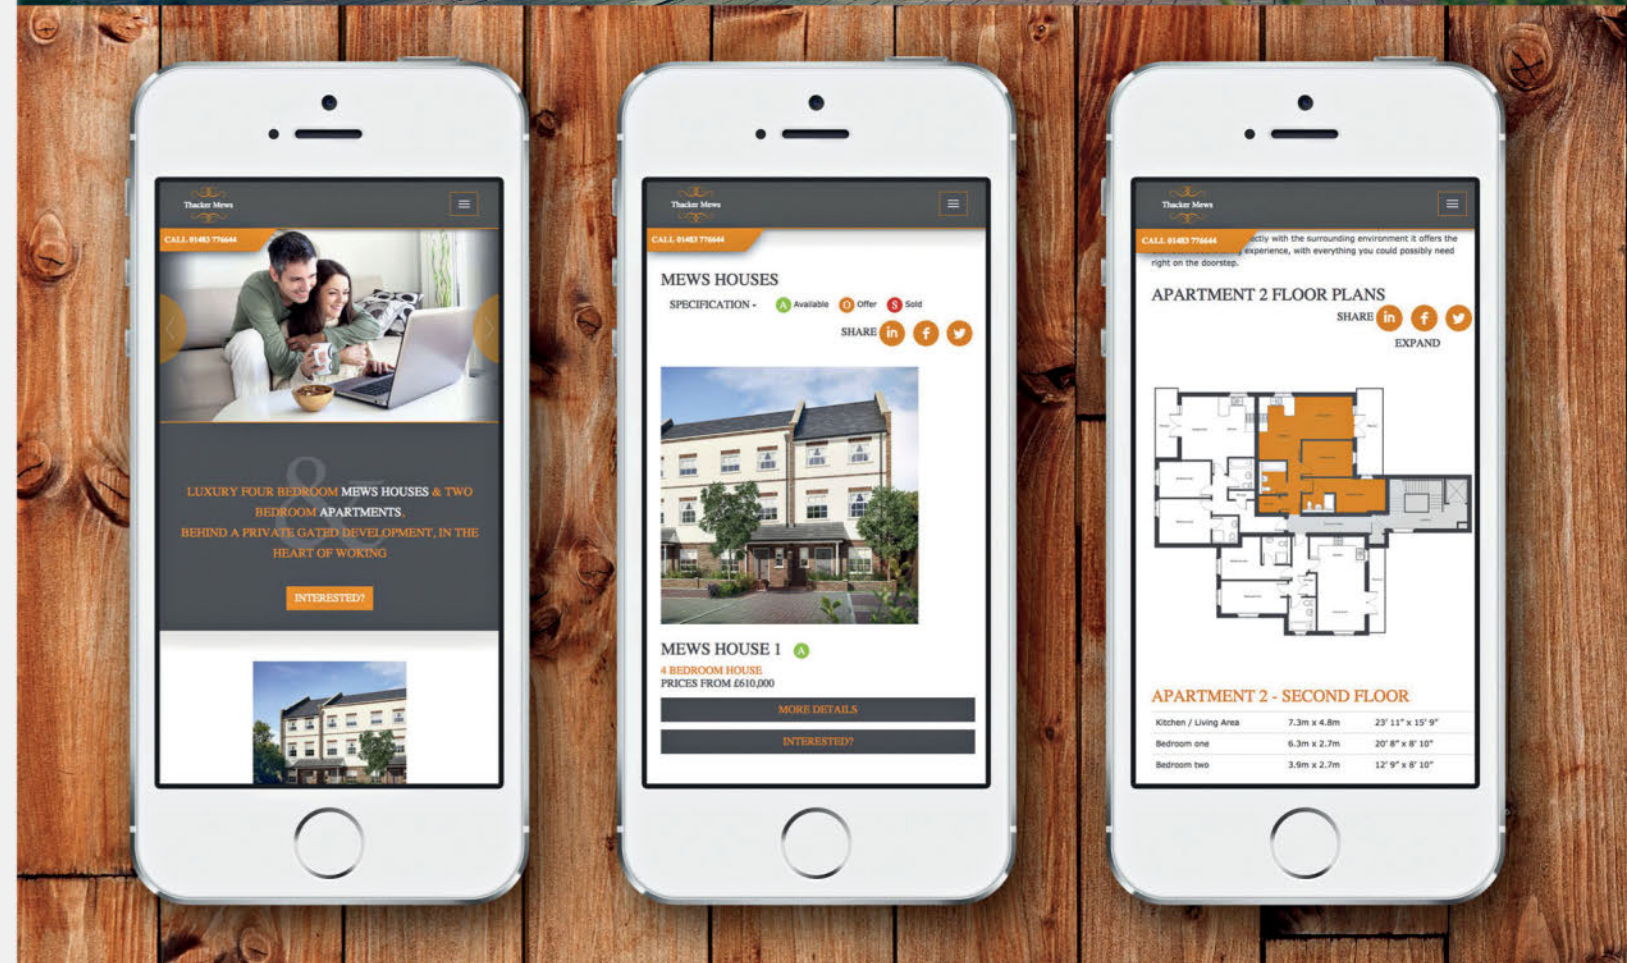 Thacker Mews
CALL 01483 776644
&
LUXURY FOUR BEDROOM MEWS HOUSES & TWO
BEDROOM APARTMENTS,
BEHIND A PRIVATE GATED DEVELOPMENT, IN THE
HEART OF WOKING
INTERESTED?
Thacker Mews
CALL 01483 776644
MEWS HOUSES
SPECIFICATION
A Available O Offer S Sold
SHARE in f
MEWS HOUSE 1 A
4 BEDROOM HOUSE
PRICES FROM £610,000
MORE DETAILS
INTERESTED?
Thacker Mews
CALL 01483 776644
with the surrounding environment it offers the
experience, with everything you could possibly need
right on the doorstep.
APARTMENT 2 FLOOR PLANS
SHARE in f
EXPAND
APARTMENT 2 - SECOND FLOOR
Kitchen / Living Area 7.3m x 4.8m 23' 11" x 15' 9"
Bedroom one 6.3m x 2.7m 20' 8" x 8' 10"
Bedroom two 3.9m x 2.7m 12' 9" x 8' 10"